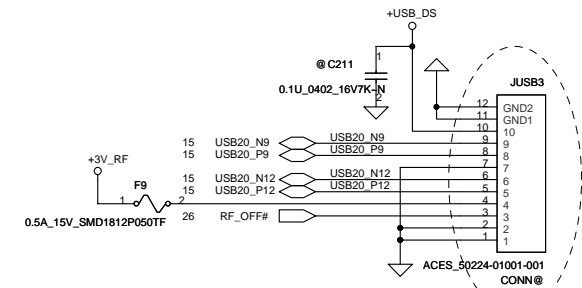 +USB_DS
@ C211
1
0.1U_0402_16V7K~N
2
JUSB3
12 GND2
11 GND1
10 10
15 USB20_N9 USB20_N9 9 9
15 USB20_P9 USB20_P9 8 8
7 7
15 USB20_N12 USB20_N12 6 6
15 USB20_P12 USB20_P12 5 5
+3V_RF
F9
1 2 4 4
0.5A_15V_SMD1812P050TF
26 RF_OFF# 3 3
2 2
1 1
ACES_50224-01001-001
CONN@